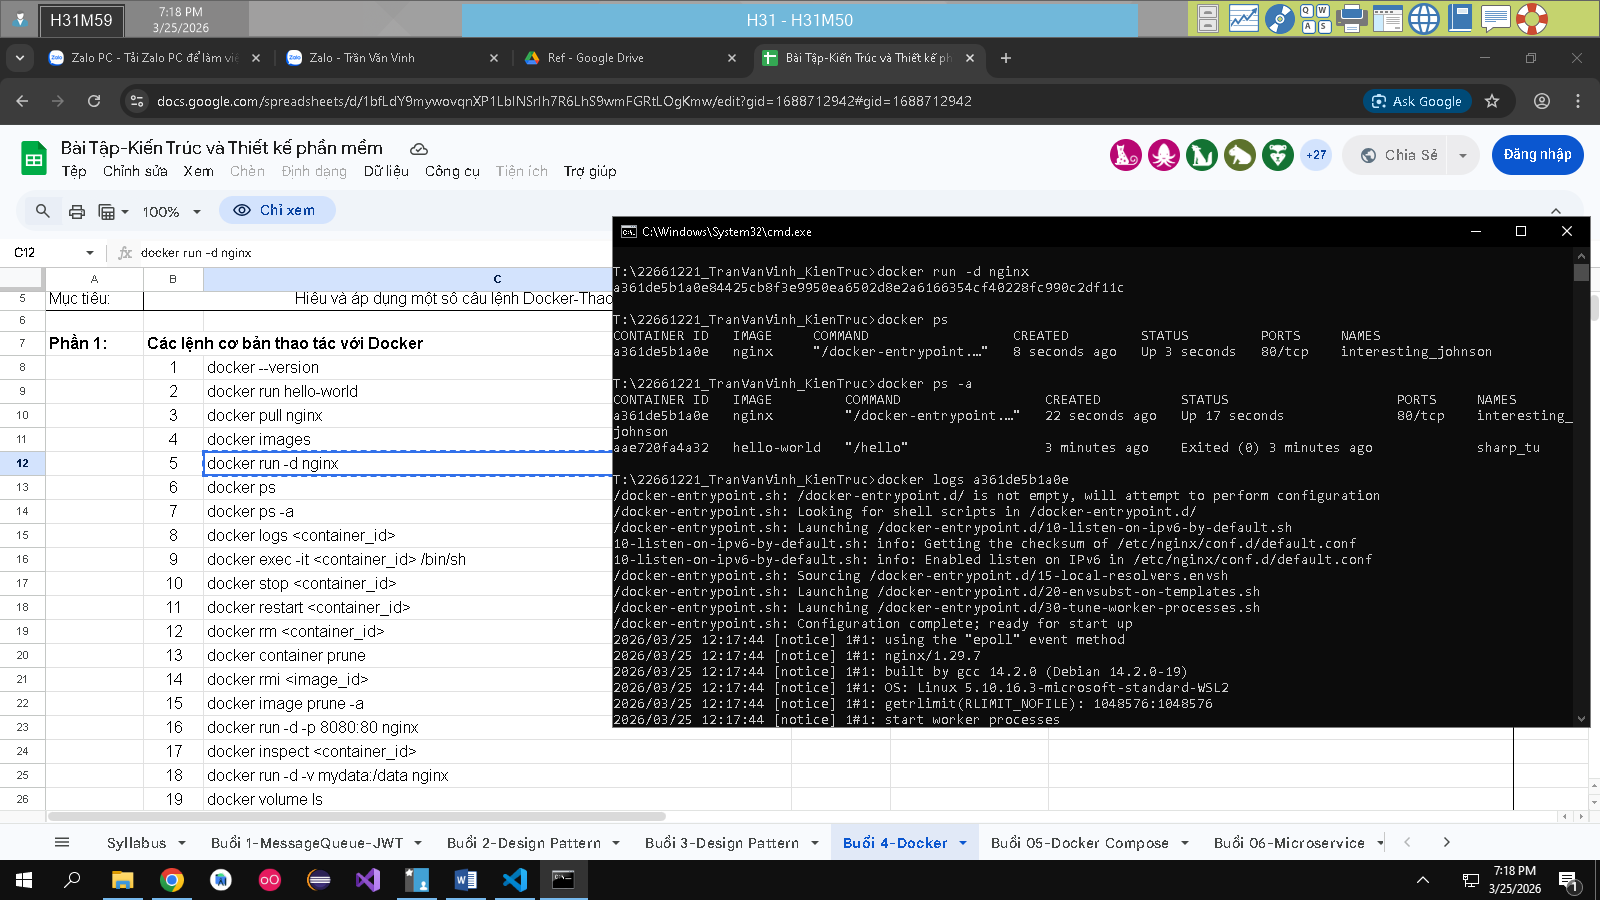 H31M59
7:18 PM
3/25/2026
H31 - H31M50
Zalo PC - Tải Zalo PC để làm việ
Zalo - Trần Văn Vinh
Ref - Google Drive
Bài Tập-Kiến Trúc và Thiết kế ph
docs.google.com/spreadsheets/d/1bfLdY9mywovqnXP1LbINSrIh7R6LhS9wmFGRtLOgKmw/edit?gid=1688712942#gid=1688712942
Ask Google
Bài Tập-Kiến Trúc và Thiết kế phần mềm
Tệp Chỉnh sửa Xem Chèn Định dạng Dữ liệu Công cụ Tiện ích Trợ giúp
+27
Chia Sẻ
Đăng nhập
100%
Chỉ xem
C12
docker run -d nginx
A B C
5 Mục tiêu: Hiểu và áp dụng một số câu lệnh Docker-Thao
6
7 Phần 1: Các lệnh cơ bản thao tác với Docker
8 1 docker --version
9 2 docker run hello-world
10 3 docker pull nginx
11 4 docker images
12 5 docker run -d nginx
13 6 docker ps
14 7 docker ps -a
15 8 docker logs <container_id>
16 9 docker exec -it <container_id> /bin/sh
17 10 docker stop <container_id>
18 11 docker restart <container_id>
19 12 docker rm <container_id>
20 13 docker container prune
21 14 docker rmi <image_id>
22 15 docker image prune -a
23 16 docker run -d -p 8080:80 nginx
24 17 docker inspect <container_id>
25 18 docker run -d -v mydata:/data nginx
26 19 docker volume ls
C:\Windows\System32\cmd.exe
T:\22661221_TranVanVinh_KienTruc>docker run -d nginx
a361de5b1a0e84425cb8f3e9950ea6502d8e2a6166354cf40228fc990c2df11c
T:\22661221_TranVanVinh_KienTruc>docker ps
CONTAINER ID IMAGE COMMAND CREATED STATUS PORTS NAMES
a361de5b1a0e nginx "/docker-entrypoint.…" 8 seconds ago Up 3 seconds 80/tcp interesting_johnson
T:\22661221_TranVanVinh_KienTruc>docker ps -a
CONTAINER ID IMAGE COMMAND CREATED STATUS PORTS NAMES
a361de5b1a0e nginx "/docker-entrypoint.…" 22 seconds ago Up 17 seconds 80/tcp interesting_
johnson
aae720fa4a32 hello-world "/hello" 3 minutes ago Exited (0) 3 minutes ago sharp_tu
T:\22661221_TranVanVinh_KienTruc>docker logs a361de5b1a0e
/docker-entrypoint.sh: /docker-entrypoint.d/ is not empty, will attempt to perform configuration
/docker-entrypoint.sh: Looking for shell scripts in /docker-entrypoint.d/
/docker-entrypoint.sh: Launching /docker-entrypoint.d/10-listen-on-ipv6-by-default.sh
10-listen-on-ipv6-by-default.sh: info: Getting the checksum of /etc/nginx/conf.d/default.conf
10-listen-on-ipv6-by-default.sh: info: Enabled listen on IPv6 in /etc/nginx/conf.d/default.conf
/docker-entrypoint.sh: Sourcing /docker-entrypoint.d/15-local-resolvers.envsh
/docker-entrypoint.sh: Launching /docker-entrypoint.d/20-envsubst-on-templates.sh
/docker-entrypoint.sh: Launching /docker-entrypoint.d/30-tune-worker-processes.sh
/docker-entrypoint.sh: Configuration complete; ready for start up
2026/03/25 12:17:44 [notice] 1#1: using the "epoll" event method
2026/03/25 12:17:44 [notice] 1#1: nginx/1.29.7
2026/03/25 12:17:44 [notice] 1#1: built by gcc 14.2.0 (Debian 14.2.0-19)
2026/03/25 12:17:44 [notice] 1#1: OS: Linux 5.10.16.3-microsoft-standard-WSL2
2026/03/25 12:17:44 [notice] 1#1: getrlimit(RLIMIT_NOFILE): 1048576:1048576
2026/03/25 12:17:44 [notice] 1#1: start worker processes
Syllabus Buổi 1-MessageQueue-JWT Buổi 2-Design Pattern Buổi 3-Design Pattern Buổi 4-Docker Buổi 05-Docker Compose Buổi 06-Microservice
7:18 PM
3/25/2026
1